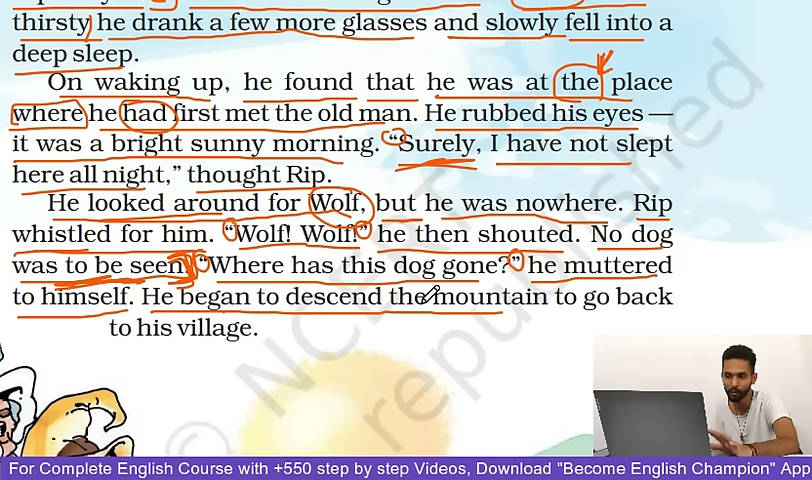 thirsty he drank a few more glasses and slowly fell into a
deep sleep.
On waking up, he found that he was at the place
where he had first met the old man. He rubbed his eyes —
it was a bright sunny morning. “Surely, I have not slept
here all night,” thought Rip.
He looked around for Wolf, but he was nowhere. Rip
whistled for him. “Wolf! Wolf!” he then shouted. No dog
was to be seen. “Where has this dog gone?” he muttered
to himself. He began to descend the mountain to go back
to his village.
© NCERT
republished
For Complete English Course with +550 step by step Videos, Download "Become English Champion" App